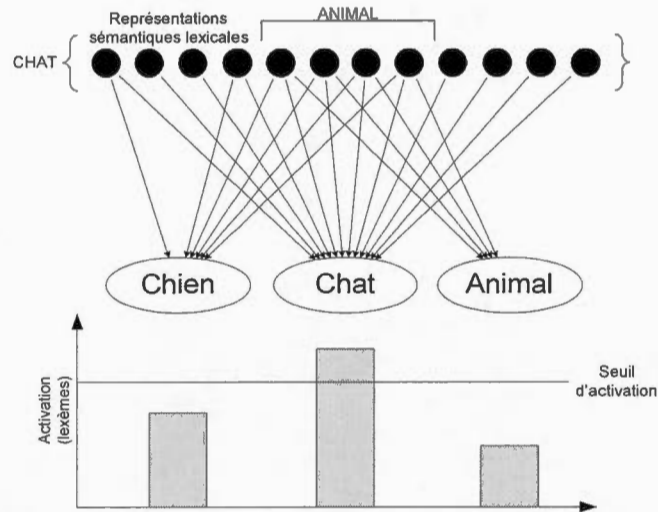 Représentations
sémantiques lexicales
ANIMAL
CHAT
Chien
Chat
Animal
Activation
(lexèmes)
Seuil
d'activation